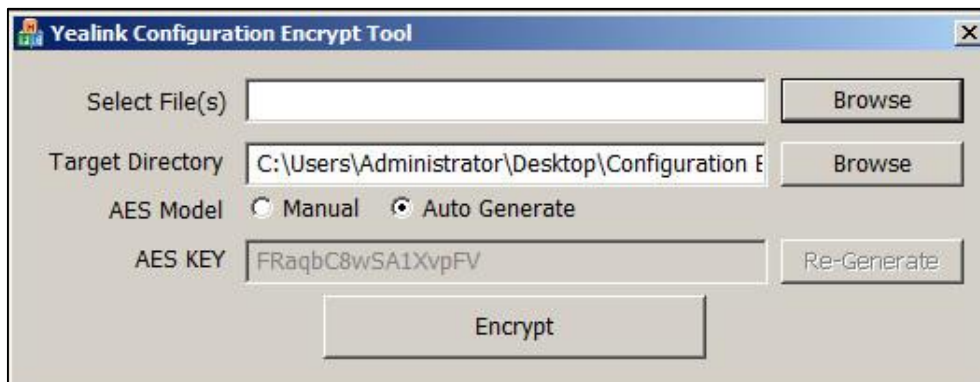 Yealink Configuration Encrypt Tool
Select File(s) Browse
Target Directory C:\Users\Administrator\Desktop\Configuration E Browse
AES Model Manual Auto Generate
AES KEY FRaqbC8wSA1XvpFV Re-Generate
Encrypt